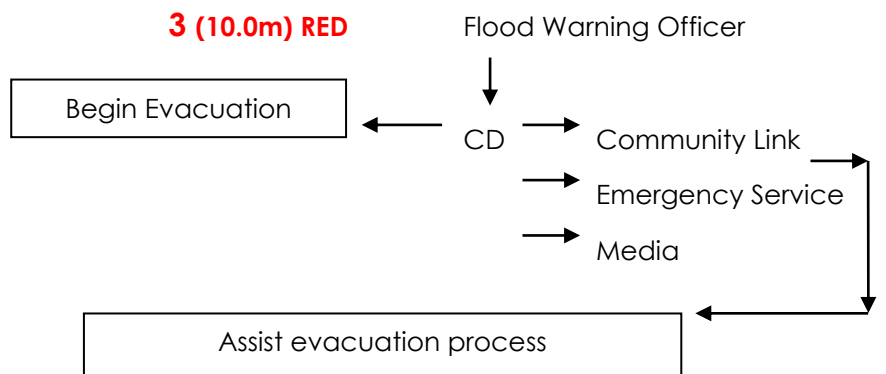 3 (10.0m) RED
Flood Warning Officer
Begin Evacuation
CD
Community Link
Emergency Service
Media
Assist evacuation process